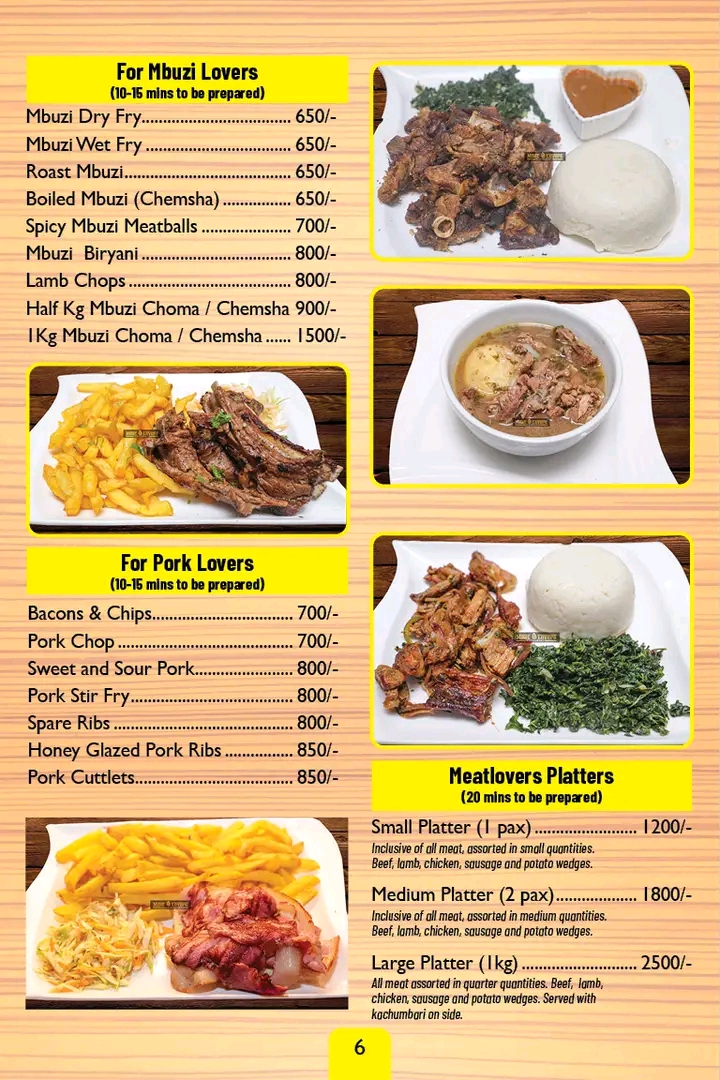 For Mbuzi Lovers
(10-15 mins to be prepared)
Mbuzi Dry Fry................................. 650/-
Mbuzi Wet Fry ................................ 650/-
Roast Mbuzi..................................... 650/-
Boiled Mbuzi (Chemsha) ............... 650/-
Spicy Mbuzi Meatballs .................... 700/-
Mbuzi  Biryani ................................. 800/-
Lamb Chops .................................... 800/-
Half Kg Mbuzi Choma / Chemsha 900/-
1Kg Mbuzi Choma / Chemsha ...... 1500/-
For Pork Lovers
(10-15 mins to be prepared)
Bacons & Chips............................... 700/-
Pork Chop ....................................... 700/-
Sweet and Sour Pork...................... 800/-
Pork Stir Fry.................................... 800/-
Spare Ribs ........................................ 800/-
Honey Glazed Pork Ribs ............... 850/-
Pork Cuttlets................................... 850/-
Meatlovers Platters
(20 mins to be prepared)
Small Platter (1 pax) ....................... 1200/-
Inclusive of all meat, assorted in small quantities.
Beef, lamb, chicken, sausage and potato wedges.
Medium Platter (2 pax).................. 1800/-
Inclusive of all meat, assorted in medium quantities.
Beef, lamb, chicken, sausage and potato wedges.
Large Platter (1kg) .......................... 2500/-
All meat assorted in quarter quantities. Beef,  lamb,
chicken, sausage and potato wedges. Served with
kachumbari on side.
6